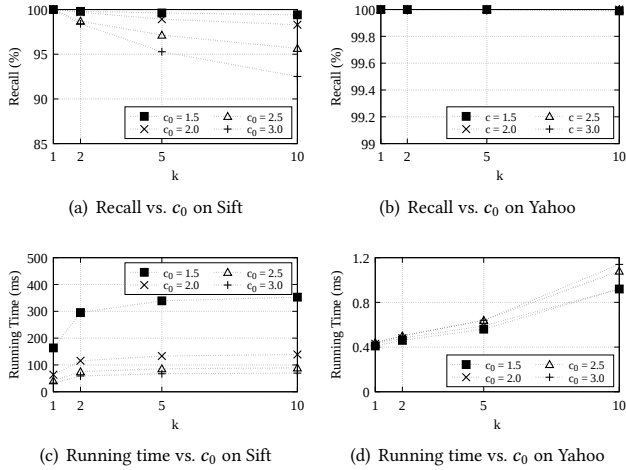 100
95
90
85
Recall (%)
c₀ = 1.5
c₀ = 2.0
c₀ = 2.5
c₀ = 3.0
1 2 5 10
k
(a) Recall vs. c₀ on Sift
100
99.8
99.6
99.4
99.2
99
Recall (%)
c = 1.5
c = 2.0
c = 2.5
c = 3.0
1 2 5 10
k
(b) Recall vs. c₀ on Yahoo
500
400
300
200
100
0
Running Time (ms)
c₀ = 1.5
c₀ = 2.0
c₀ = 2.5
c₀ = 3.0
1 2 5 10
k
(c) Running time vs. c₀ on Sift
1.2
0.8
0.4
0
Running Time (ms)
c₀ = 1.5
c₀ = 2.0
c₀ = 2.5
c₀ = 3.0
1 2 5 10
k
(d) Running time vs. c₀ on Yahoo